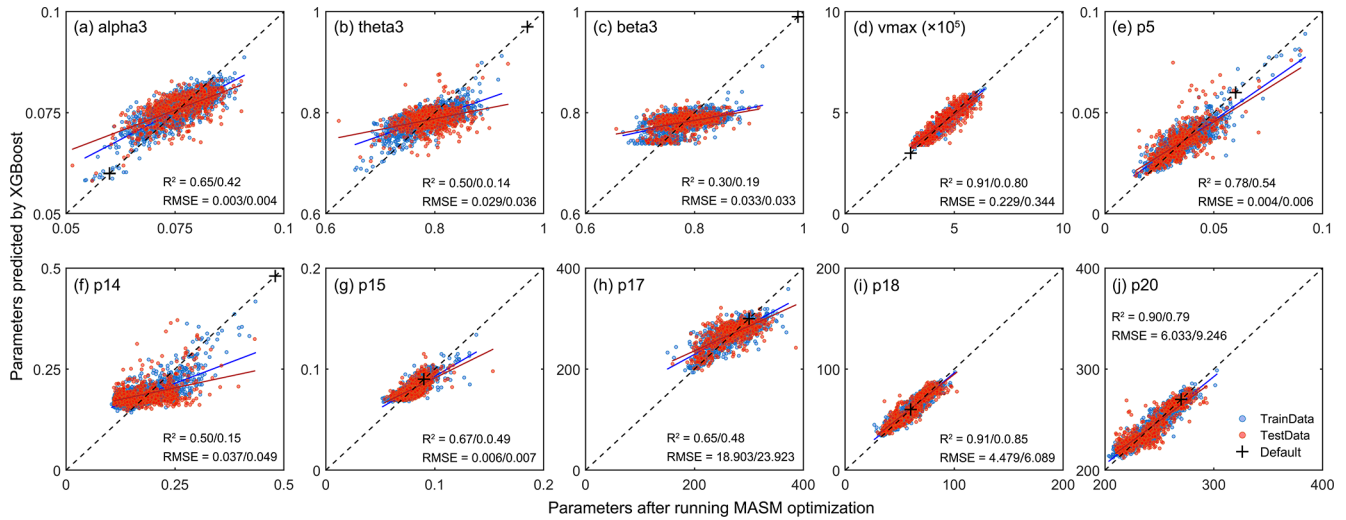 Parameters predicted by XGBoost
(a) alpha3
0.1
0.075
0.05
0.05
0.075
0.1
R² = 0.65/0.42
RMSE = 0.003/0.004
(b) theta3
1
0.8
0.6
0.6
0.8
1
R² = 0.50/0.0.14
RMSE = 0.029/0.036
(c) beta3
1
0.8
0.6
0.6
0.8
1
R² = 0.30/0.19
RMSE = 0.033/0.033
(d) vmax (×10⁵)
10
5
0
0
5
10
R² = 0.91/0.0.80
RMSE = 0.229/0.344
(e) p5
0.1
0.05
0
0
0.05
0.1
R² = 0.78/0.54
RMSE = 0.004/0.006
(f) p14
0.5
0.25
0
0
0.25
0.5
R² = 0.50/0.15
RMSE = 0.037/0.049
(g) p15
0.2
0.1
0
0
0.1
0.2
R² = 0.67/0.0.49
RMSE = 0.006/0.007
(h) p17
400
200
0
0
200
400
R² = 0.65/0.48
RMSE = 18.903/23.923
(i) p18
200
100
0
0
100
200
R² = 0.91/0.0.85
RMSE = 4.479/6.089
(j) p20
400
300
200
200
300
400
R² = 0.90/0.79
RMSE = 6.033/9.246
TrainData
TestData
Default
Parameters after running MASM optimization